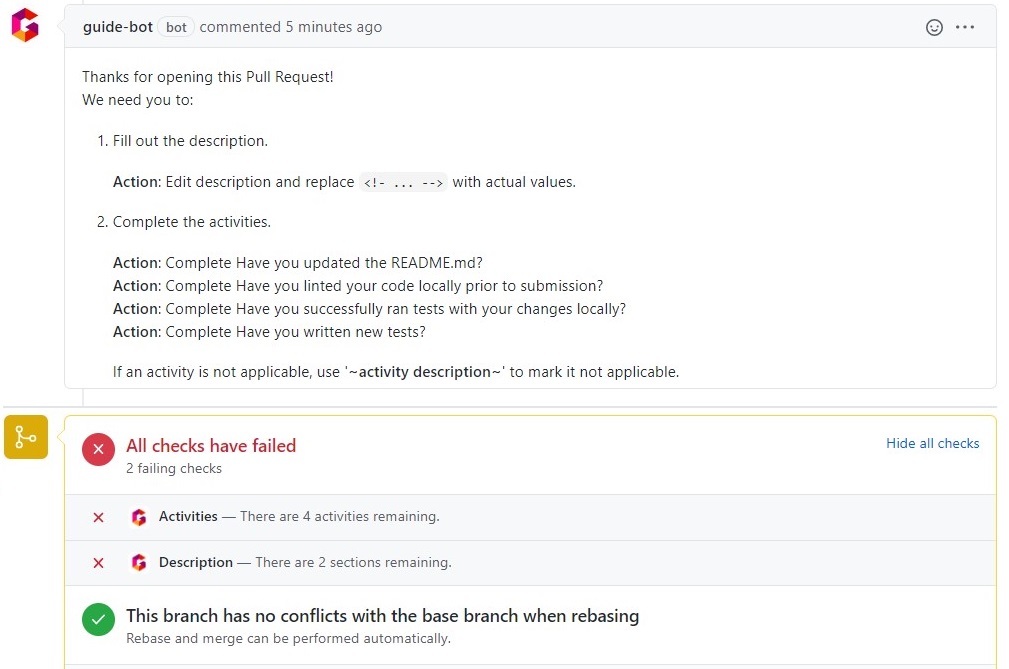 guide-bot bot commented 5 minutes ago
Thanks for opening this Pull Request!
We need you to:
1. Fill out the description.
Action: Edit description and replace <!- ... --> with actual values.
2. Complete the activities.
Action: Complete Have you updated the README.md?
Action: Complete Have you linted your code locally prior to submission?
Action: Complete Have you successfully ran tests with your changes locally?
Action: Complete Have you written new tests?
If an activity is not applicable, use '~activity description~' to mark it not applicable.
All checks have failed
Hide all checks
2 failing checks
Activities — There are 4 activities remaining.
Description — There are 2 sections remaining.
This branch has no conflicts with the base branch when rebasing
Rebase and merge can be performed automatically.